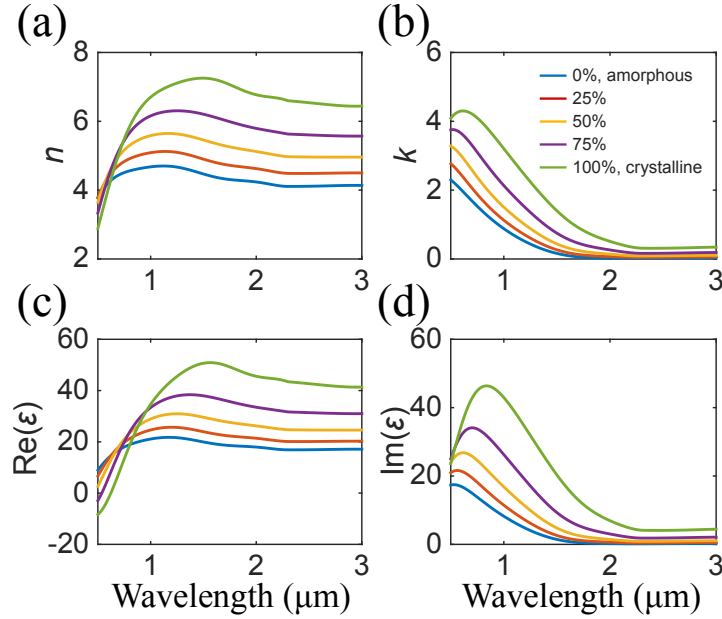 (a)
8
6
4
2
n
1
2
3
(b)
6
4
2
0
k
0%, amorphous
25%
50%
75%
100%, crystalline
1
2
3
(c)
60
40
20
0
-20
Re(ε)
1
2
3
Wavelength (μm)
(d)
60
40
20
0
Im(ε)
1
2
3
Wavelength (μm)